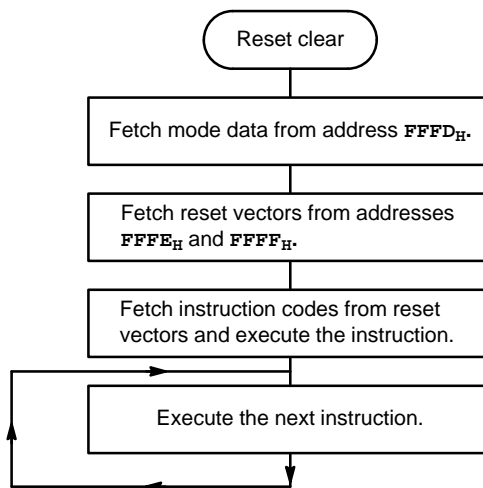 Reset clear
Fetch mode data from address FFFDH.
Fetch reset vectors from addresses
FFFEH and FFFFH.
Fetch instruction codes from reset
vectors and execute the instruction.
Execute the next instruction.